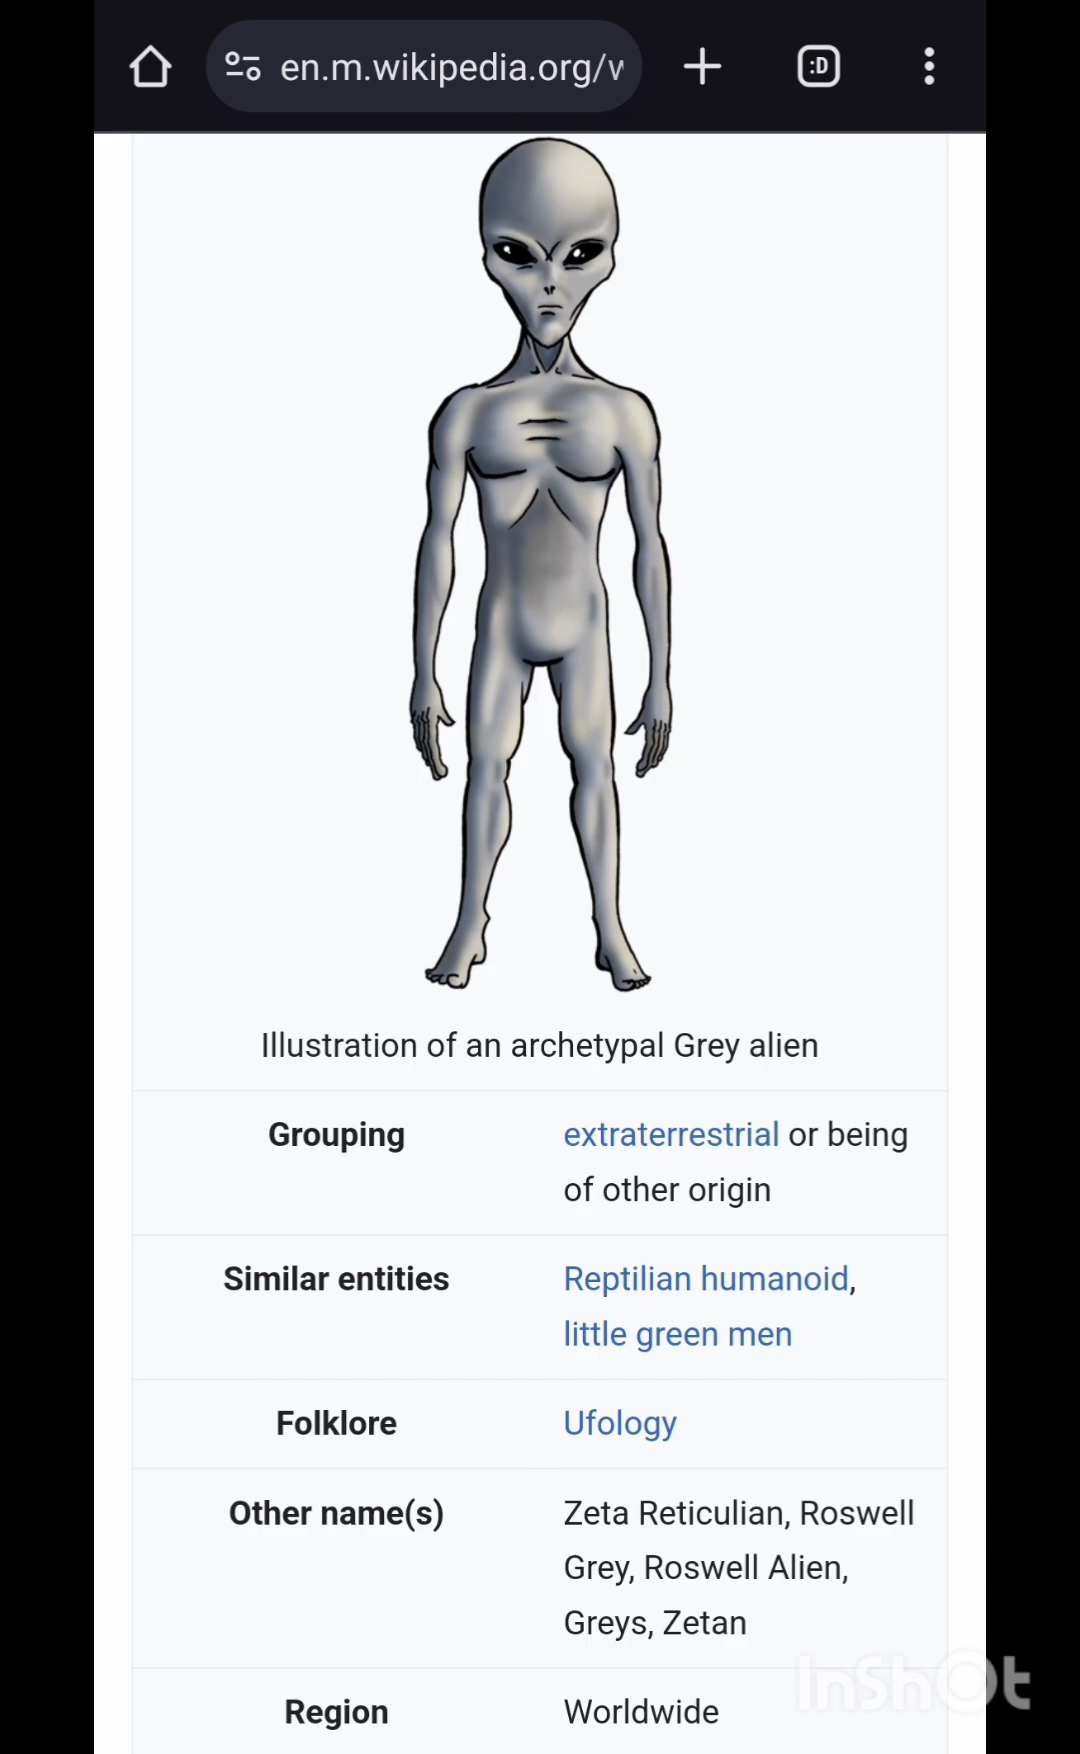 en.m.wikipedia.org/w
:D
Illustration of an archetypal Grey alien
Grouping
extraterrestrial or being
of other origin
Similar entities
Reptilian humanoid,
little green men
Folklore
Ufology
Other name(s)
Zeta Reticulian, Roswell
Grey, Roswell Alien,
Greys, Zetan
Region
Worldwide
InShOt